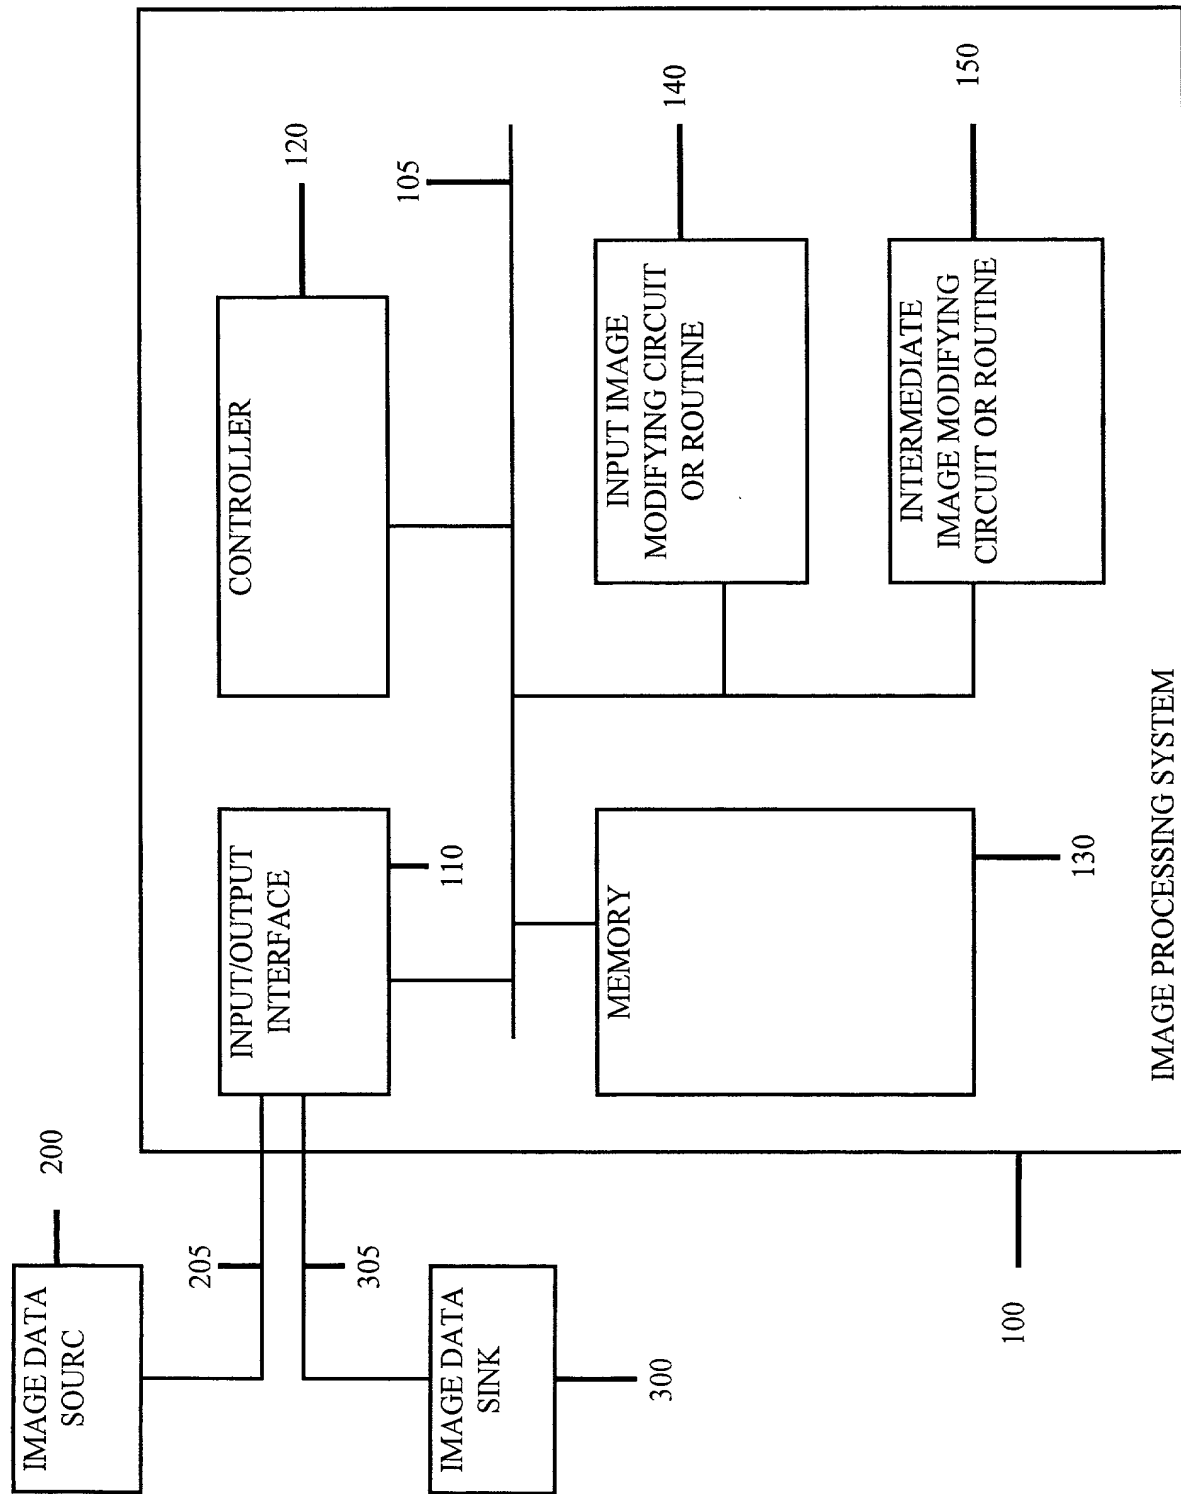 IMAGE DATA
SOURC
200
205
305
IMAGE DATA
SINK
300
100
INPUT/OUTPUT
INTERFACE
110
CONTROLLER
120
105
MEMORY
130
INPUT IMAGE
MODIFYING CIRCUIT
OR ROUTINE
140
INTERMEDIATE
IMAGE MODIFYING
CIRCUIT OR ROUTINE
150
IMAGE PROCESSING SYSTEM